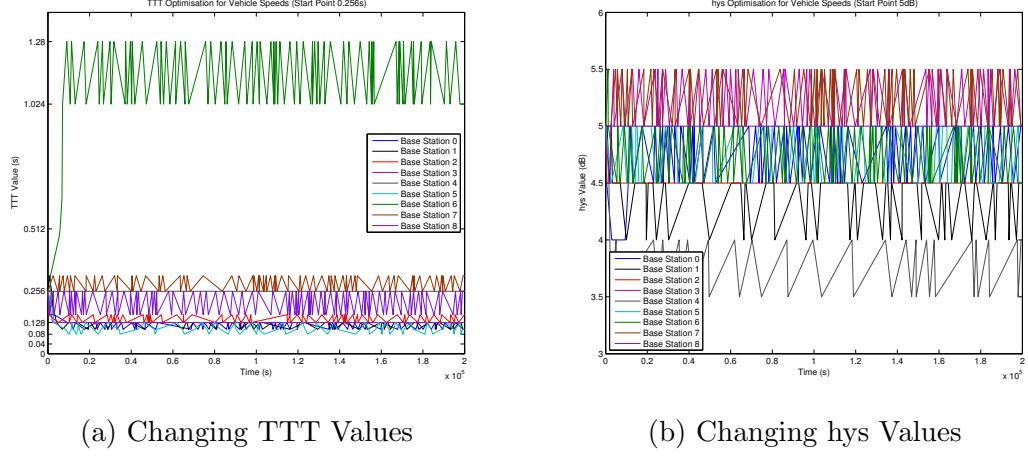 TTT Optimisation for Vehicle Speeds (Start Point 0.256s)
1.28
1.024
0.512
0.256
0.128
0.08
0.04
0
TTT Value (s)
Base Station 0
Base Station 1
Base Station 2
Base Station 3
Base Station 4
Base Station 5
Base Station 6
Base Station 7
Base Station 8
0 0.2 0.4 0.6 0.8 1 1.2 1.4 1.6 1.8 2
Time (s)
x 10^5
(a) Changing TTT Values
hys Optimisation for Vehicle Speeds (Start Point 5dB)
6
5.5
5
4.5
4
3.5
3
hys Value (dB)
Base Station 0
Base Station 1
Base Station 2
Base Station 3
Base Station 4
Base Station 5
Base Station 6
Base Station 7
Base Station 8
0 0.2 0.4 0.6 0.8 1 1.2 1.4 1.6 1.8 2
Time (s)
x 10^5
(b) Changing hys Values